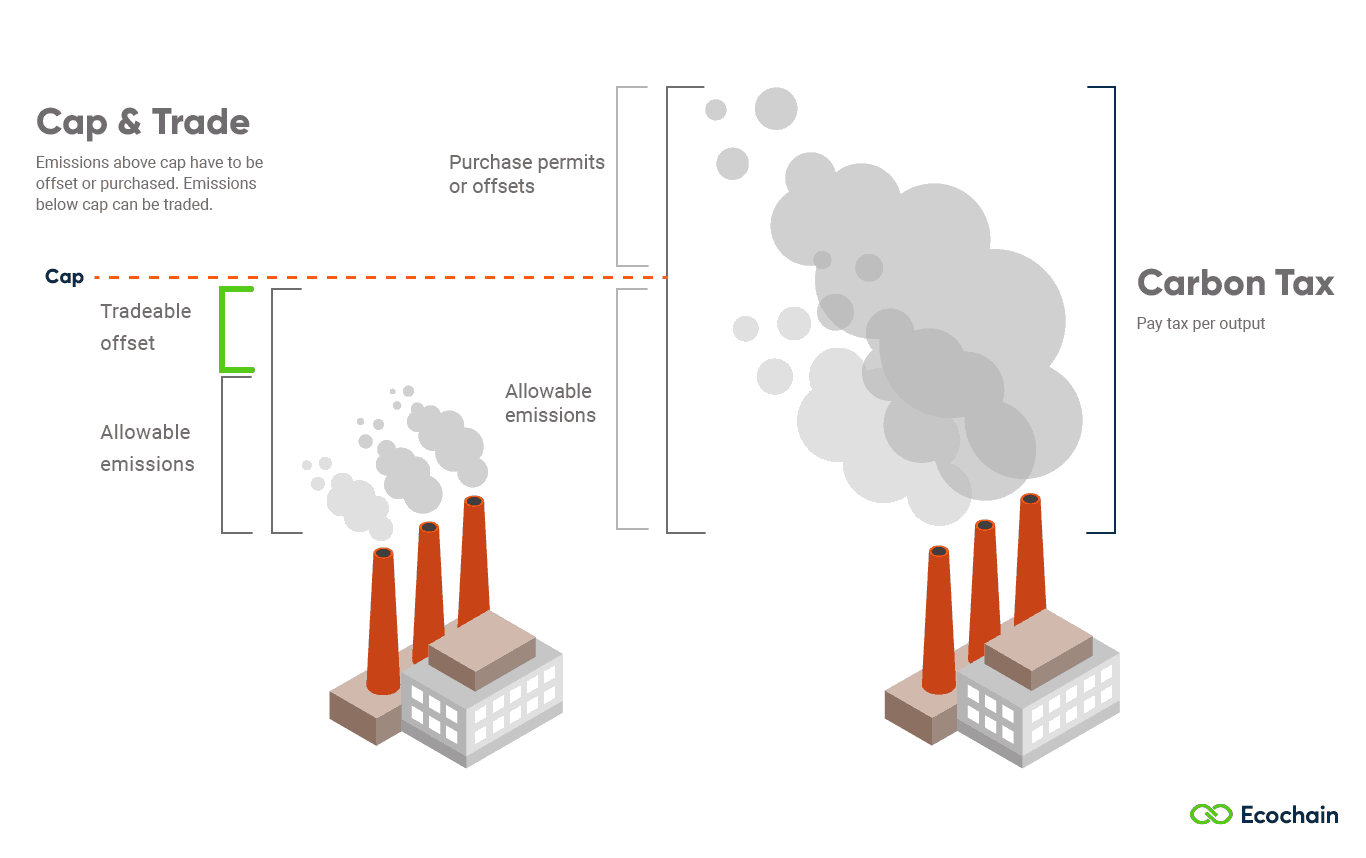 Cap & Trade
Emissions above cap have to be
offset or purchased. Emissions
below cap can be traded.
Purchase permits
or offsets
Cap
Tradeable
offset
Allowable
emissions
Allowable
emissions
Carbon Tax
Pay tax per output
Ecochain